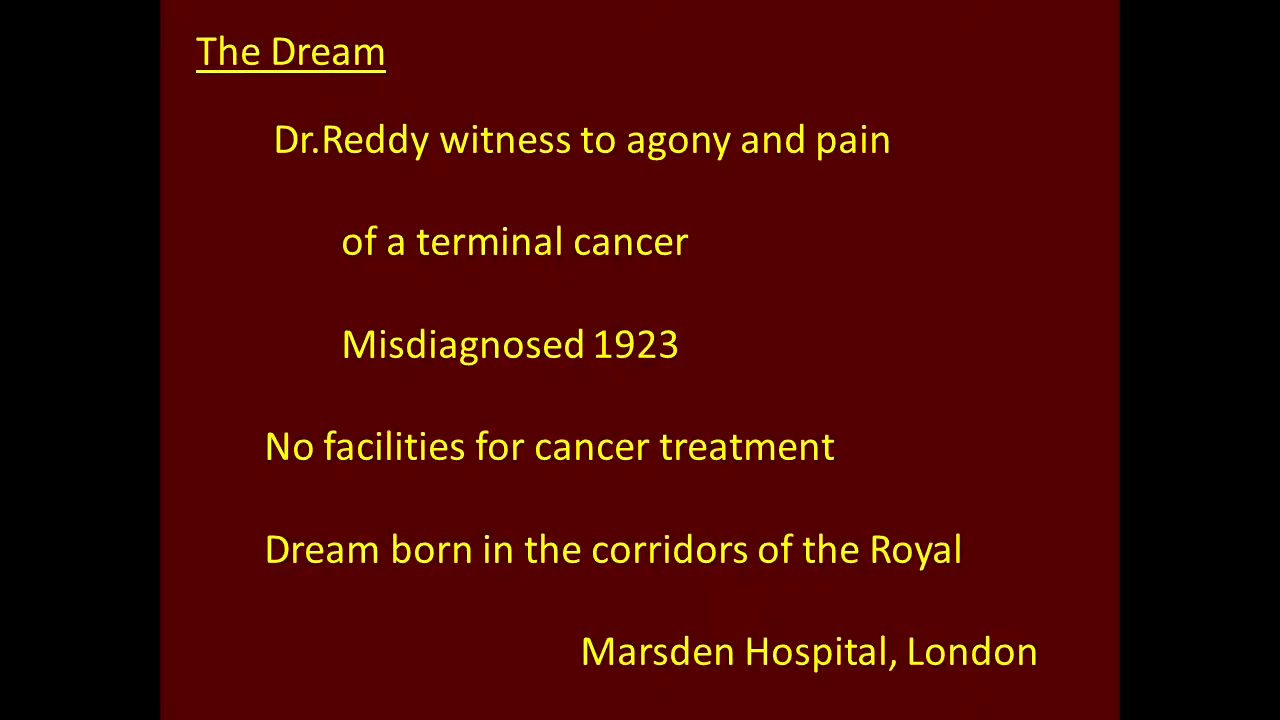 The Dream
Dr.Reddy witness to agony and pain
of a terminal cancer
Misdiagnosed 1923
No facilities for cancer treatment
Dream born in the corridors of the Royal
Marsden Hospital, London